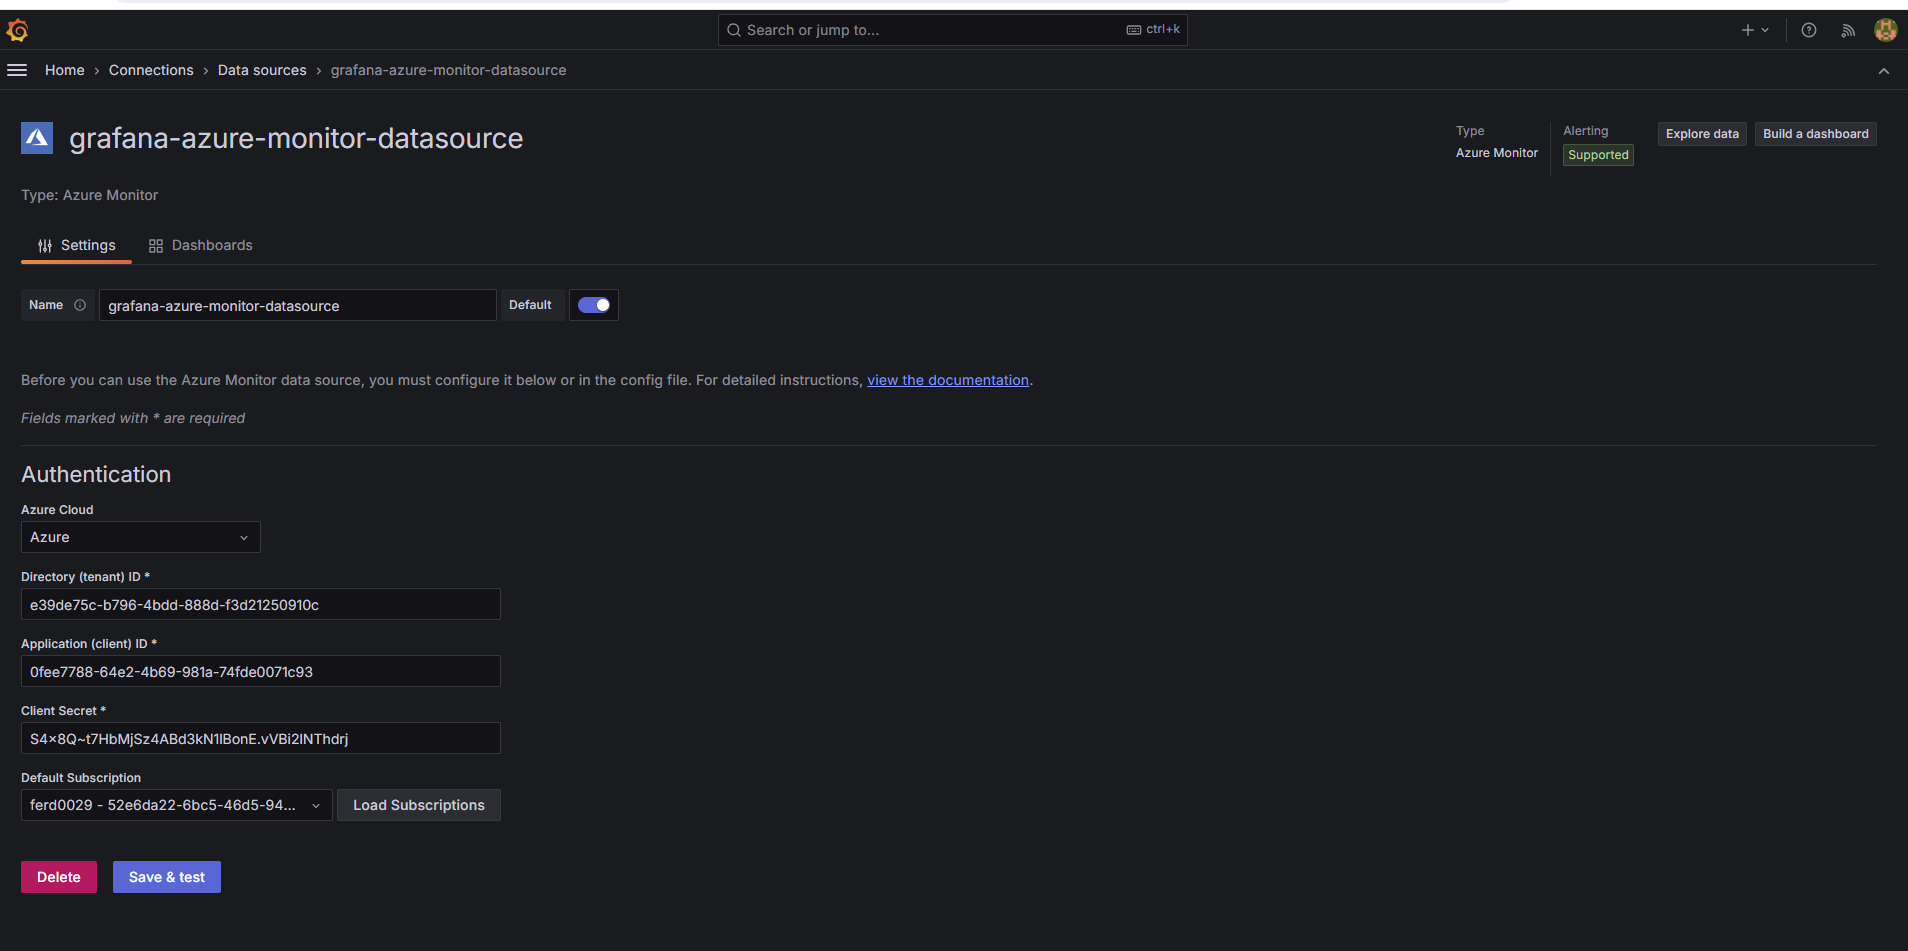 Search or jump to...
ctrl+k
Home › Connections › Data sources › grafana-azure-monitor-datasource
grafana-azure-monitor-datasource
Type
Azure Monitor
Alerting
Supported
Explore data
Build a dashboard
Type: Azure Monitor
Settings
Dashboards
Name
grafana-azure-monitor-datasource
Default
Before you can use the Azure Monitor data source, you must configure it below or in the config file. For detailed instructions, view the documentation.
Fields marked with * are required
Authentication
Azure Cloud
Azure
Directory (tenant) ID *
e39de75c-b796-4bdd-888d-f3d21250910c
Application (client) ID *
0fee7788-64e2-4b69-981a-74fde0071c93
Client Secret *
Default Subscription
ferd0029 - 52e6da22-6bc5-46d5-94...
Load Subscriptions
Delete
Save & test